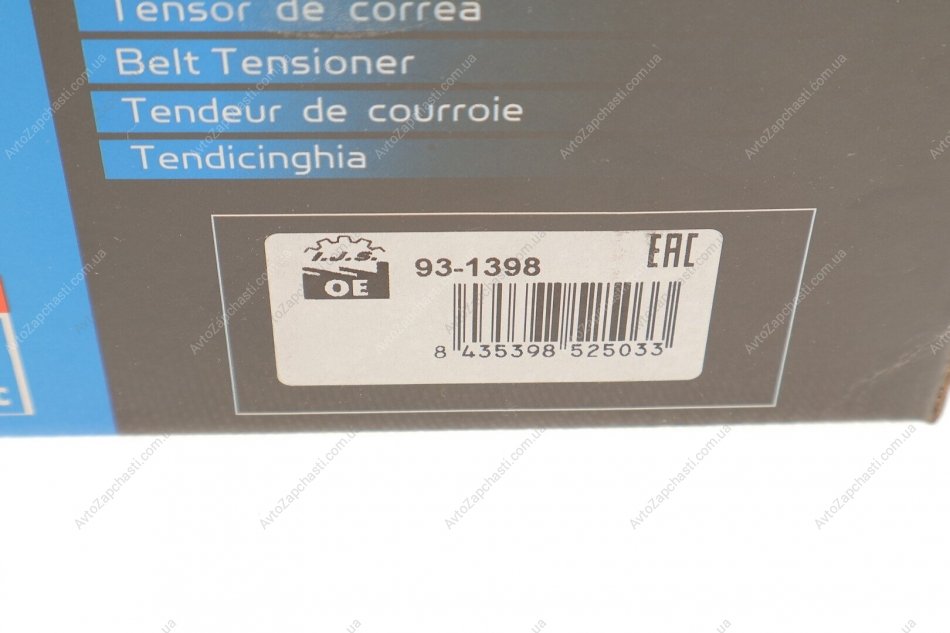 Tensor de correa
Belt Tensioner
Tendeur de courroie
Tendicinghia
I.J.S.
OE
93-1398
EAC
8 435398 525033
AvtoZapchasti.com.ua